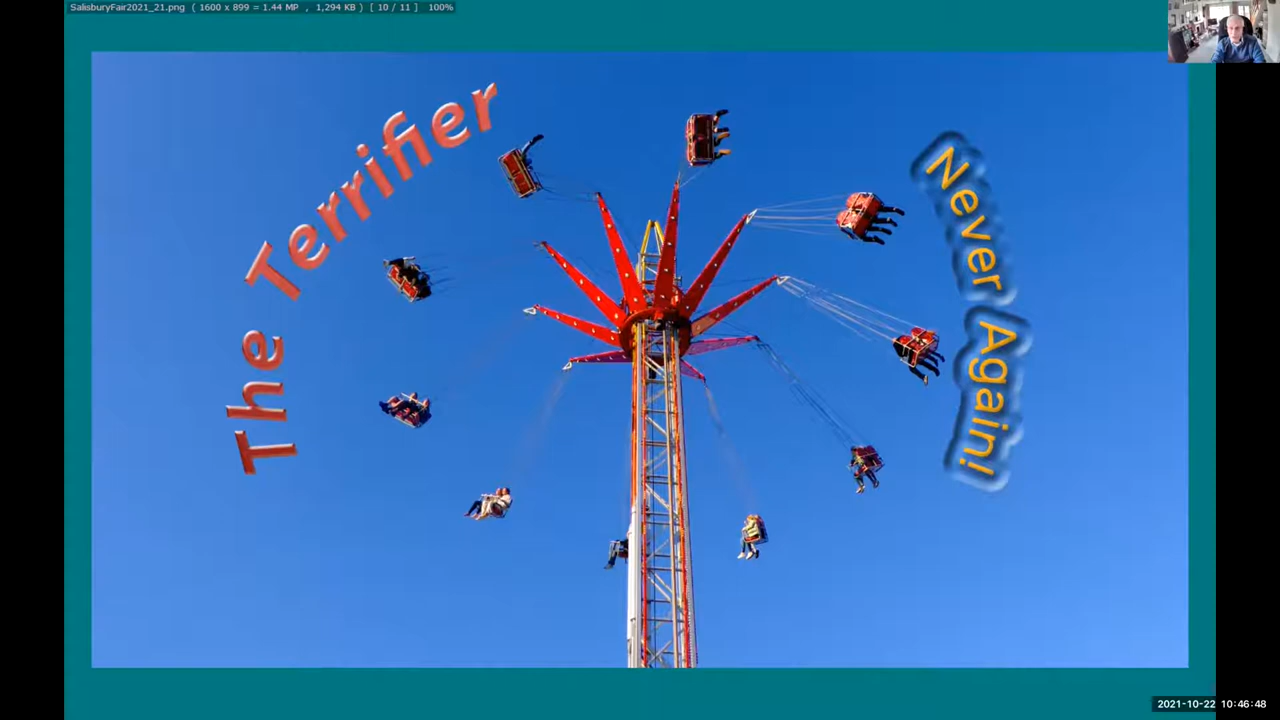 SalisburyFair2021_21.png ( 1600 x 899 = 1.44 MP , 1,294 KB ) [ 10 / 11 ] 100%
The Terrifier
Never Again!
2021-10-22 10:46:48